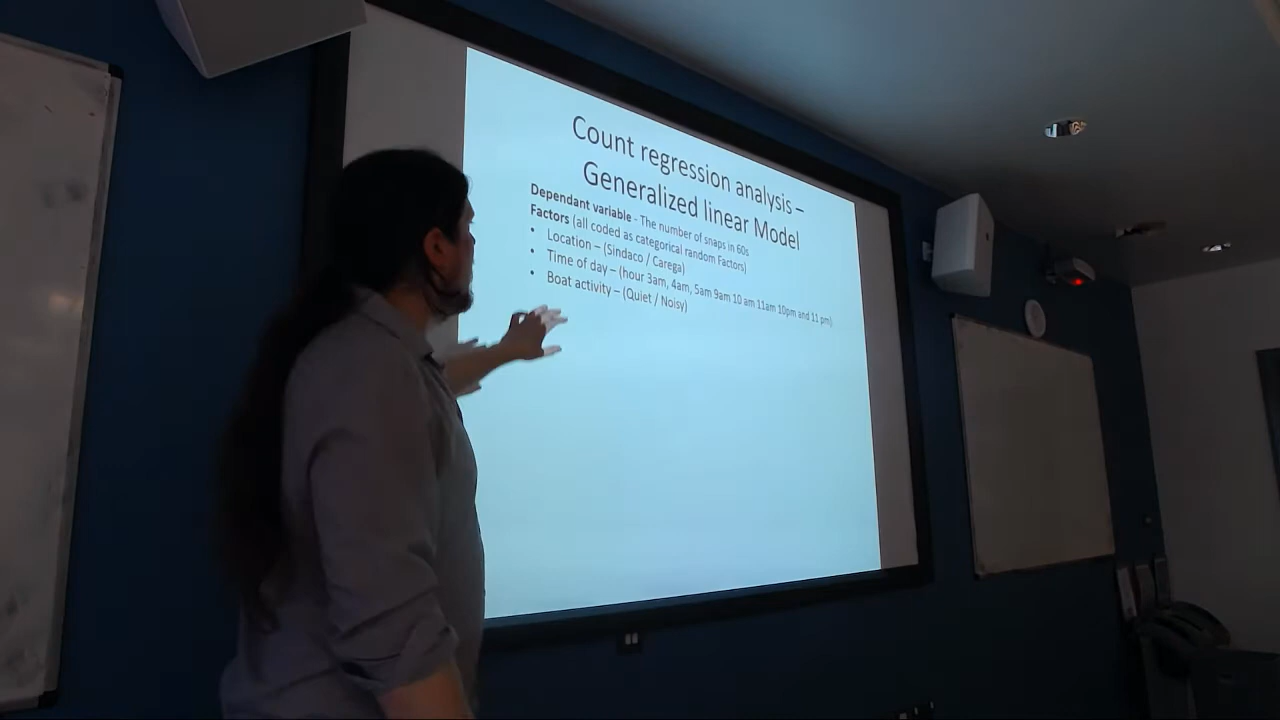 Count regression analysis –
Generalized linear Model
Dependant variable - The number of snaps in 60s
Factors (all coded as categorical random Factors)
• Location – (Sindaco / Carega)
• Time of day – (hour 3am, 4am, 5am 9am 10 am 11am 10pm and 11 pm)
• Boat activity – (Quiet / Noisy)